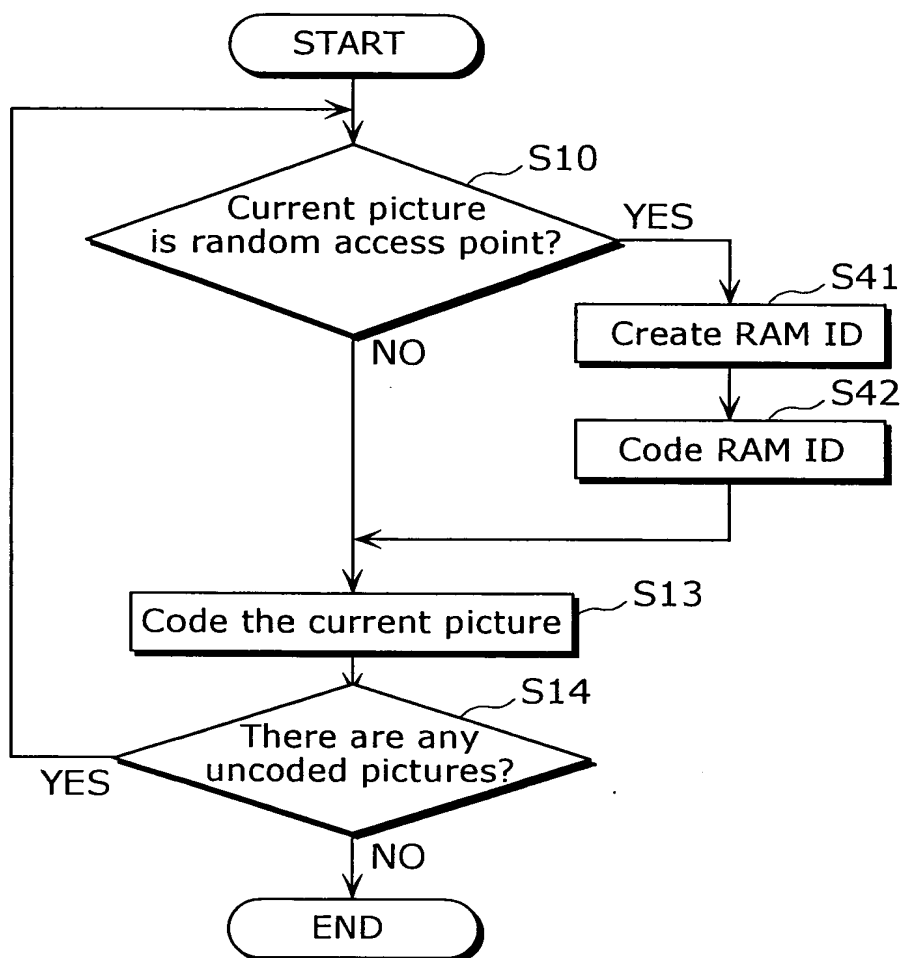 START
S10
Current picture
is random access point?
YES
S41
Create RAM ID
NO
S42
Code RAM ID
S13
Code the current picture
S14
There are any
uncoded pictures?
YES
NO
END